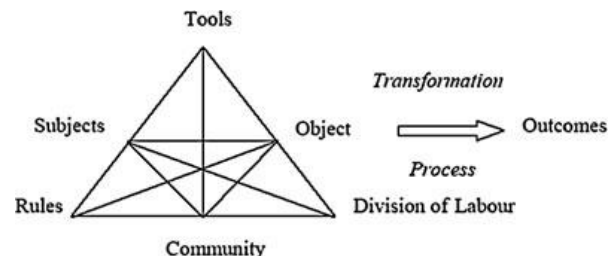 Tools
Transformation
Subjects
Object
Outcomes
Process
Rules
Division of Labour
Community